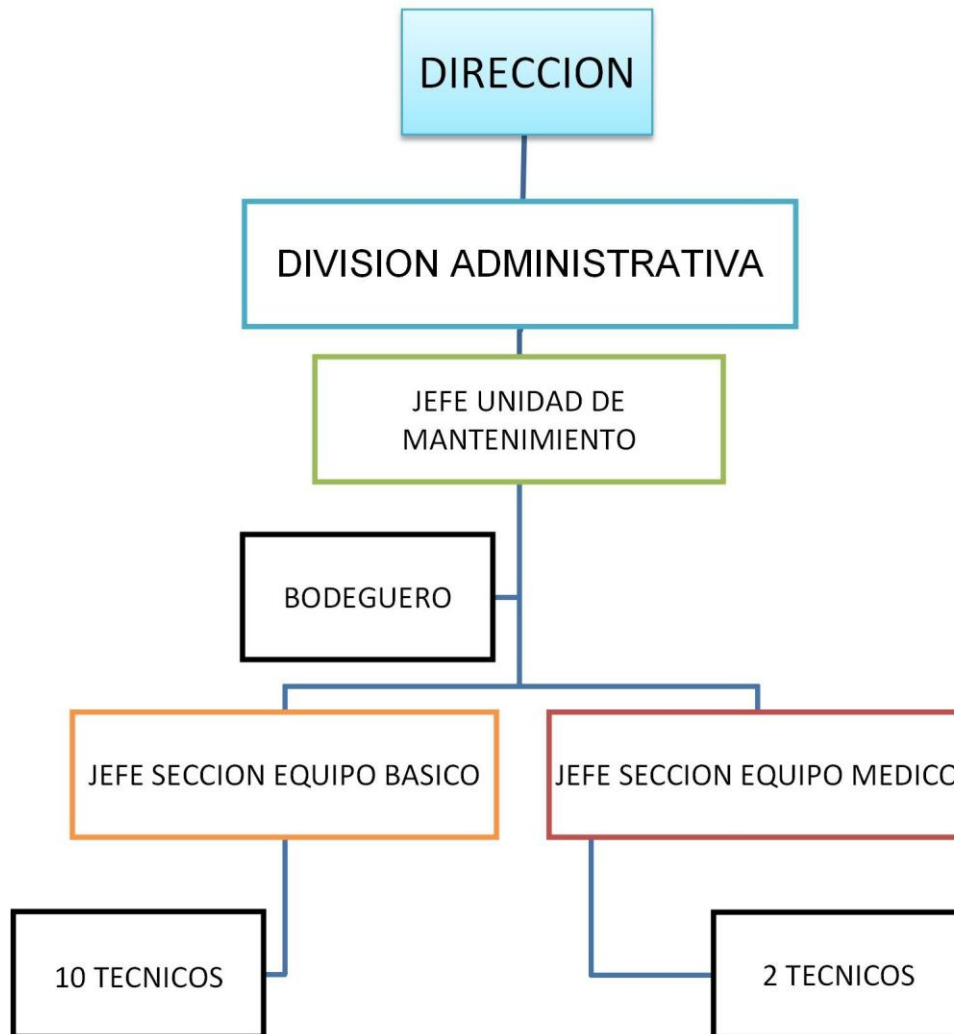 DIRECCION
DIVISION ADMINISTRATIVA
JEFE UNIDAD DE
MANTENIMIENTO
BODEGUERO
JEFE SECCION EQUIPO BASICO
JEFE SECCION EQUIPO MEDICO
10 TECNICOS
2 TECNICOS